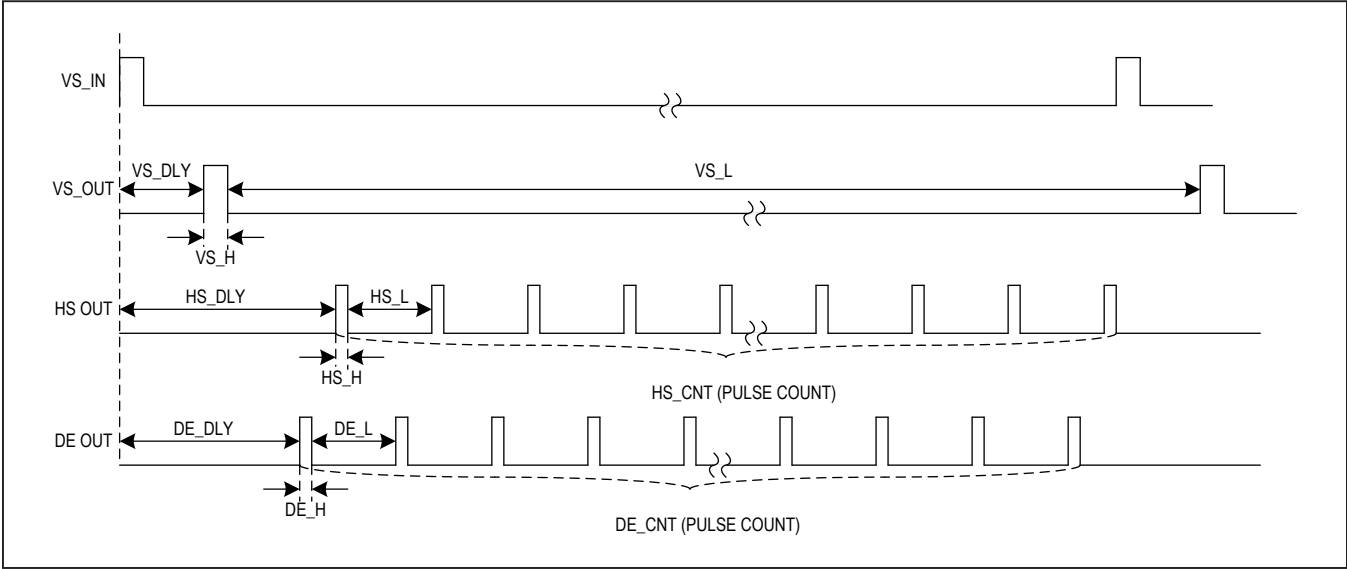 VS_IN
VS_DLY
VS_L
VS_OUT
VS_H
HS_DLY
HS_L
HS OUT
HS_H
HS_CNT (PULSE COUNT)
DE_DLY
DE_L
DE OUT
DE_H
DE_CNT (PULSE COUNT)